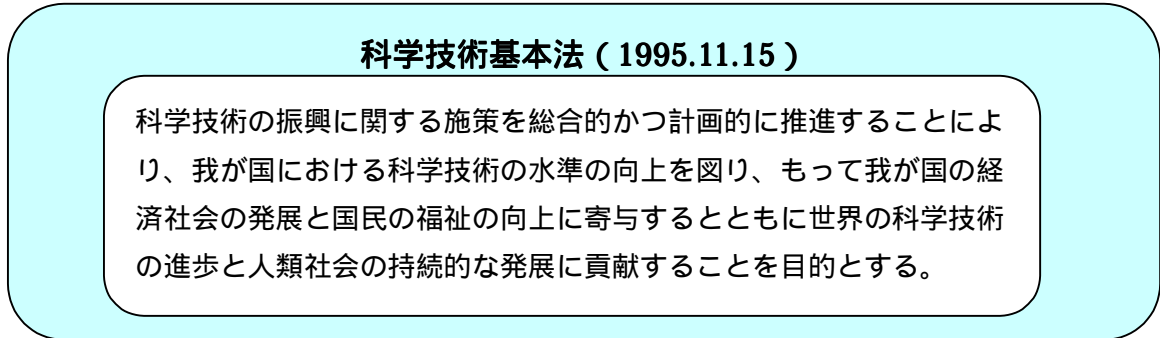 科学技術基本法（1995.11.15）
科学技術の振興に関する施策を総合的かつ計画的に推進することによ
り、我が国における科学技術の水準の向上を図り、もって我が国の経
済社会の発展と国民の福祉の向上に寄与するとともに世界の科学技術
の進歩と人類社会の持続的な発展に貢献することを目的とする。